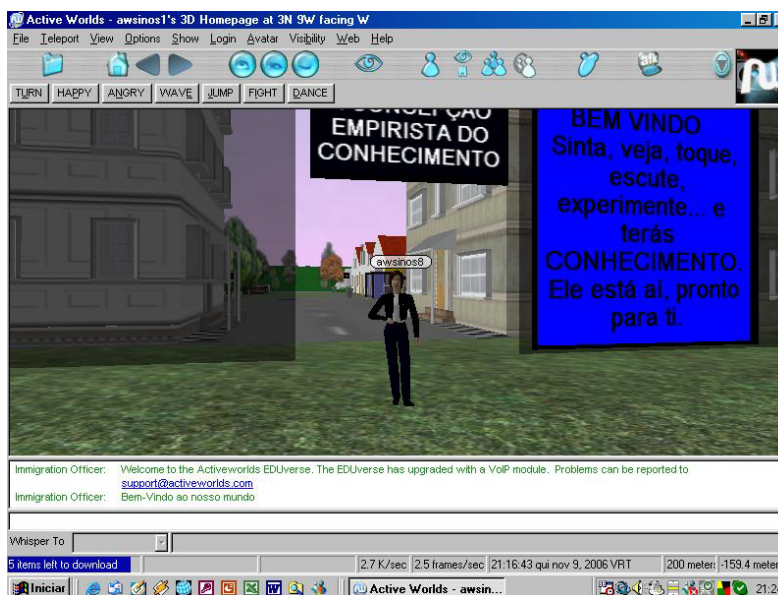 Active Worlds - awsinos1's 3D Homepage at 3N 9W facing W
File Teleport View Options Show Login Avatar Visibility Web Help
afk
TURN HAPPY ANGRY WAVE JUMP FIGHT DANCE
EMPIRISTA DO
CONHECIMENTO
BEM VINDO
Sinta, veja, toque,
escute,
experimente... e
terás
CONHECIMENTO.
Ele está ai, pronto
para ti.
awsinos8
Immigration Officer: Welcome to the Activeworlds EDUverse. The EDUverse has upgraded with a VoIP module. Problems can be reported to
support@activeworlds.com
Immigration Officer: Bem-Vindo ao nosso mundo
Whisper To
5 items left to download 2.7 K/sec 2.5 frames/sec 21:16:43 qui nov 9, 2006 VRT 200 meter: -159.4 meter
Iniciar Active Worlds - awsin... 21:2